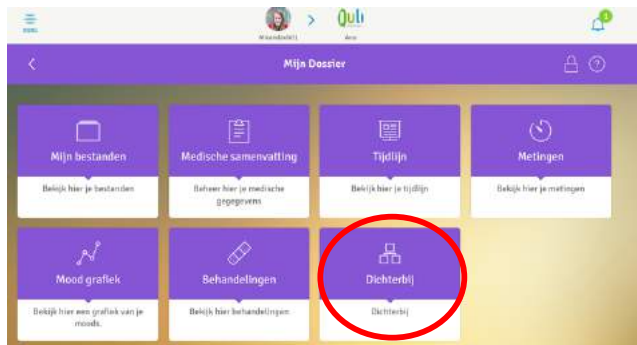 Quli
Mijn Dossier
Mijn bestanden
Medische samenvatting
Tijdlijn
Metingen
Bekijk hier je bestanden
Beheer hier je medische
gegegevens
Bekijk hier je tijdlijn
Bekijk hier je metingen
Mood grafiek
Behandelingen
Dichterbij
Bekijk hier een grafiek van je
moods.
Bekijk hier behandelingen
Dichterbij